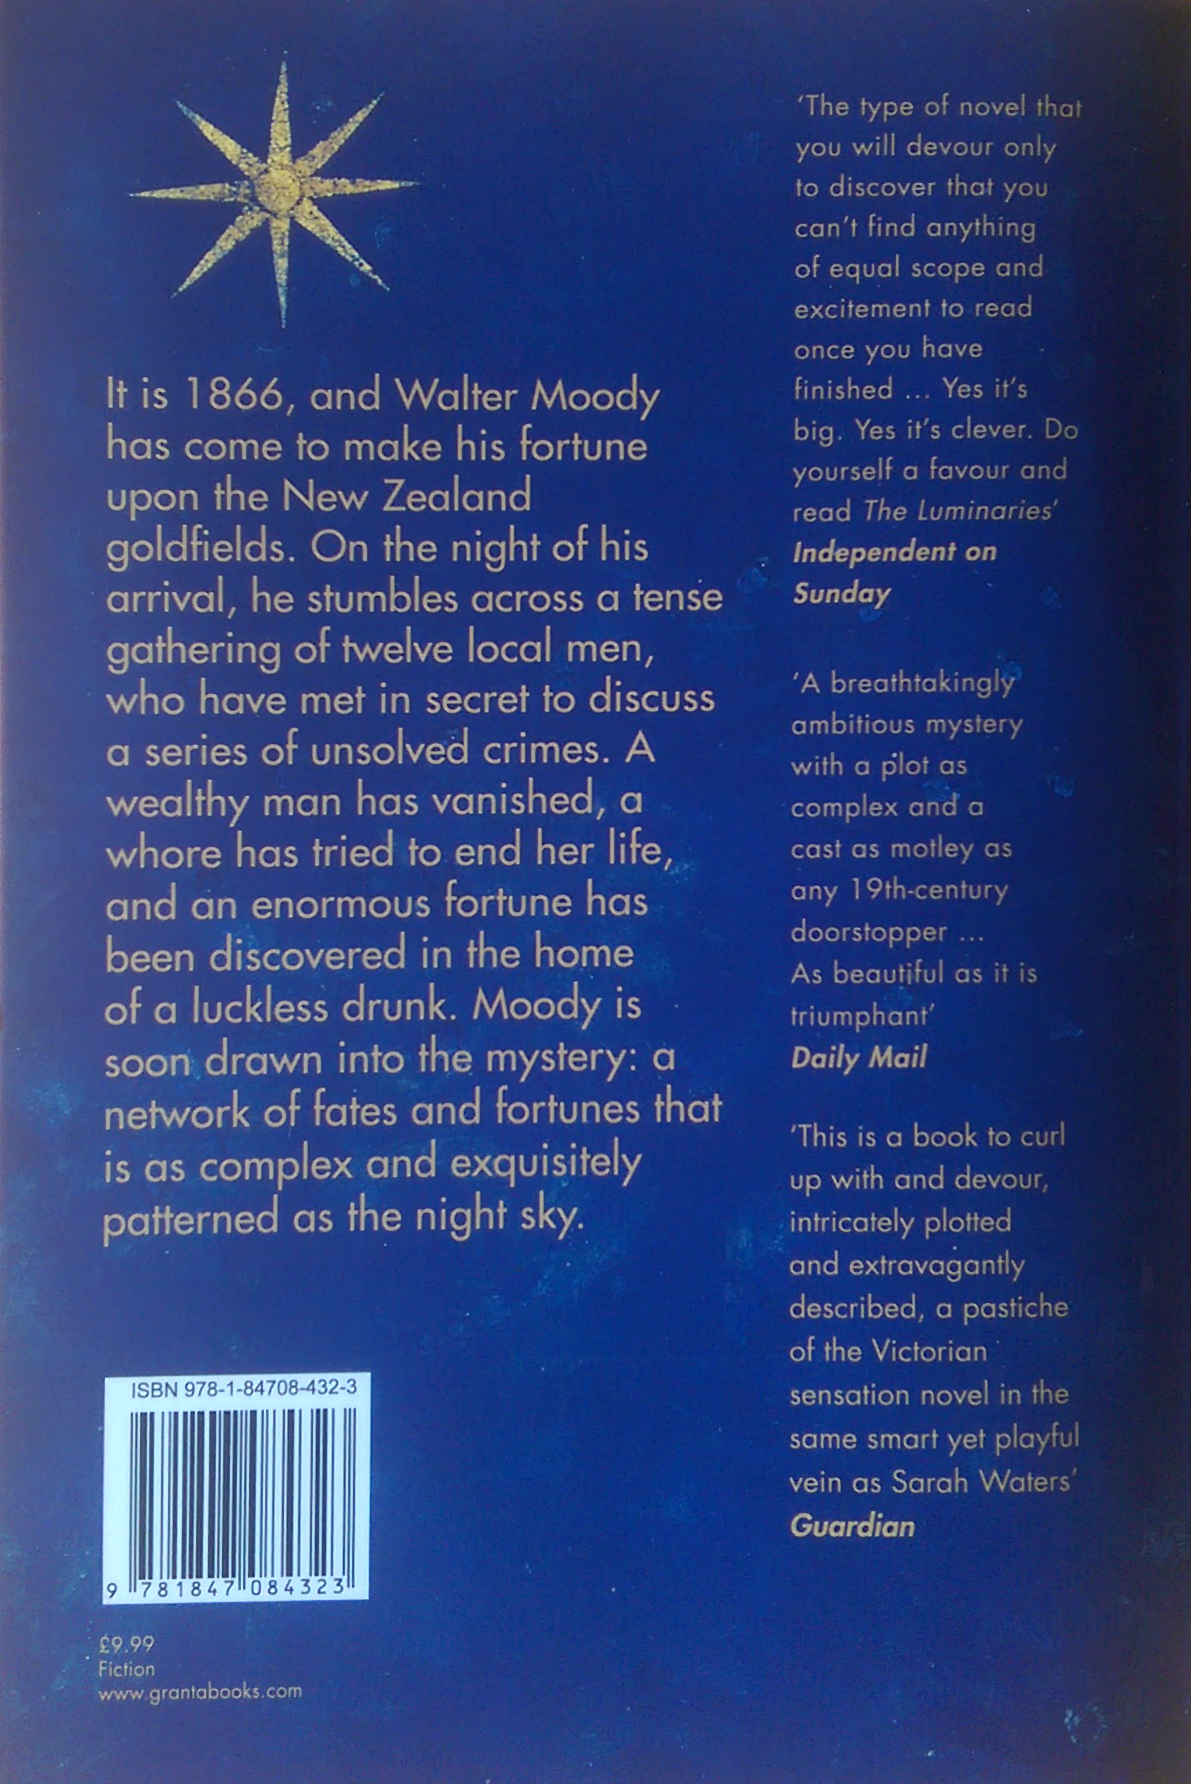 It is 1866, and Walter Moody
has come to make his fortune
upon the New Zealand
goldfields. On the night of his
arrival, he stumbles across a tense
gathering of twelve local men,
who have met in secret to discuss
a series of unsolved crimes. A
wealthy man has vanished, a
whore has tried to end her life,
and an enormous fortune has
been discovered in the home
of a luckless drunk. Moody is
soon drawn into the mystery: a
network of fates and fortunes that
is as complex and exquisitely
patterned as the night sky.
ISBN 978-1-84708-432-3
9 781847 084323
£9.99
Fiction
www.grantabooks.com
'The type of novel that
you will devour only
to discover that you
can't find anything
of equal scope and
excitement to read
once you have
finished ... Yes it's
big. Yes it's clever. Do
yourself a favour and
read The Luminaries'
Independent on
Sunday
'A breathtakingly
ambitious mystery
with a plot as
complex and a
cast as motley as
any 19th-century
doorstopper ...
As beautiful as it is
triumphant'
Daily Mail
'This is a book to curl
up with and devour,
intricately plotted
and extravagantly
described, a pastiche
of the Victorian
sensation novel in the
same smart yet playful
vein as Sarah Waters'
Guardian